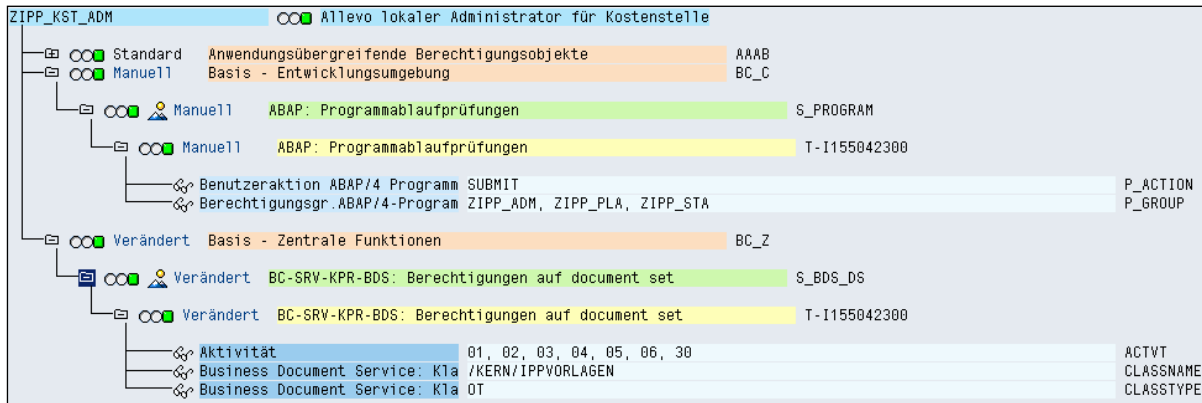 ZIPP_KST_ADM Allevo lokaler Administrator für Kostenstelle
Standard Anwendungsübergreifende Berechtigungsobjekte AAAB
Manuell Basis - Entwicklungsumgebung BC_C
Manuell ABAP: Programmablaufprüfungen S_PROGRAM
Manuell ABAP: Programmablaufprüfungen T-I155042300
Benutzeraktion ABAP/4 Programm SUBMIT P_ACTION
Berechtigungsgr.ABAP/4-Program ZIPP_ADM, ZIPP_PLA, ZIPP_STA P_GROUP
Verändert Basis - Zentrale Funktionen BC_Z
Verändert BC-SRV-KPR-BDS: Berechtigungen auf document set S_BDS_DS
Verändert BC-SRV-KPR-BDS: Berechtigungen auf document set T-I155042300
Aktivität 01, 02, 03, 04, 05, 06, 30 ACTVT
Business Document Service: Kla /KERN/IPPVORLAGEN CLASSNAME
Business Document Service: Kla OT CLASSTYPE